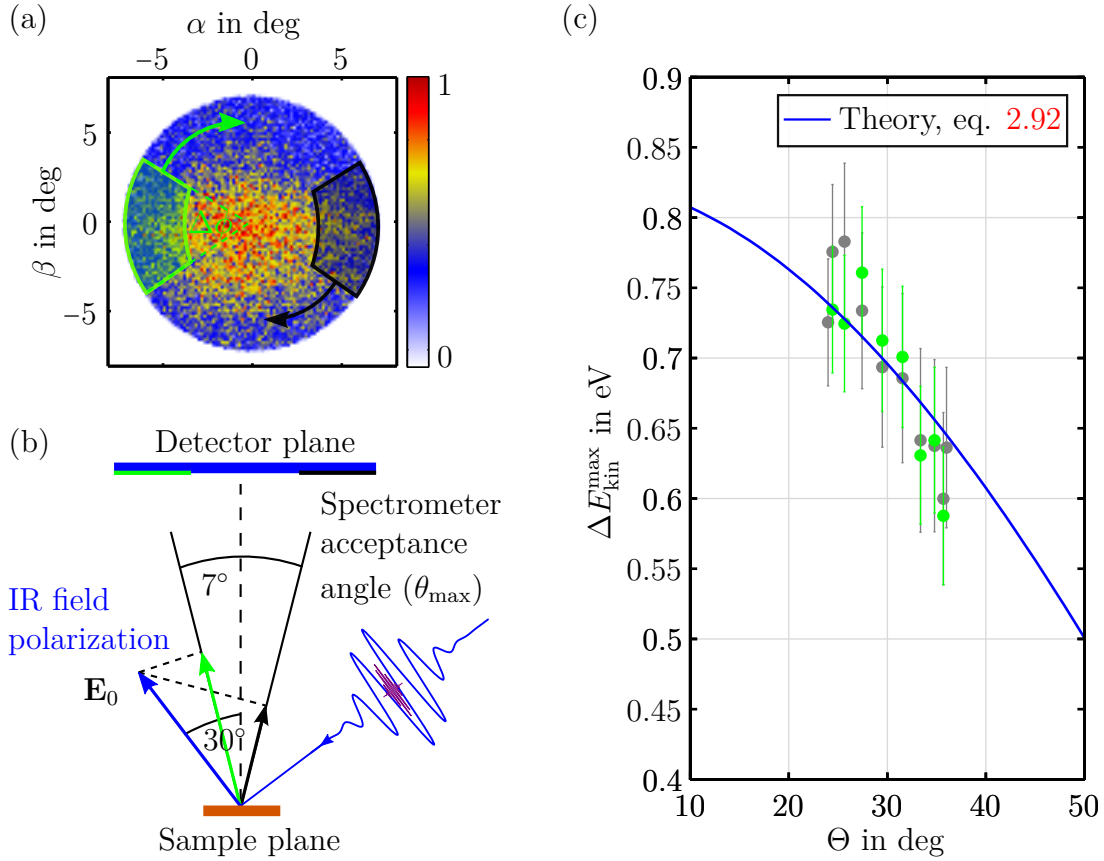 (a)
α in deg
−5 0 5
5
0
−5
β in deg
1
0
(b)
Detector plane
Spectrometer
acceptance
angle (θmax)
7°
IR field
polarization
E0
30°
Sample plane
(c)
0.9
0.85
0.8
0.75
0.7
0.65
0.6
0.55
0.5
0.45
0.4
ΔEkin^max in eV
Theory, eq. 2.92
10 20 30 40 50
Θ in deg